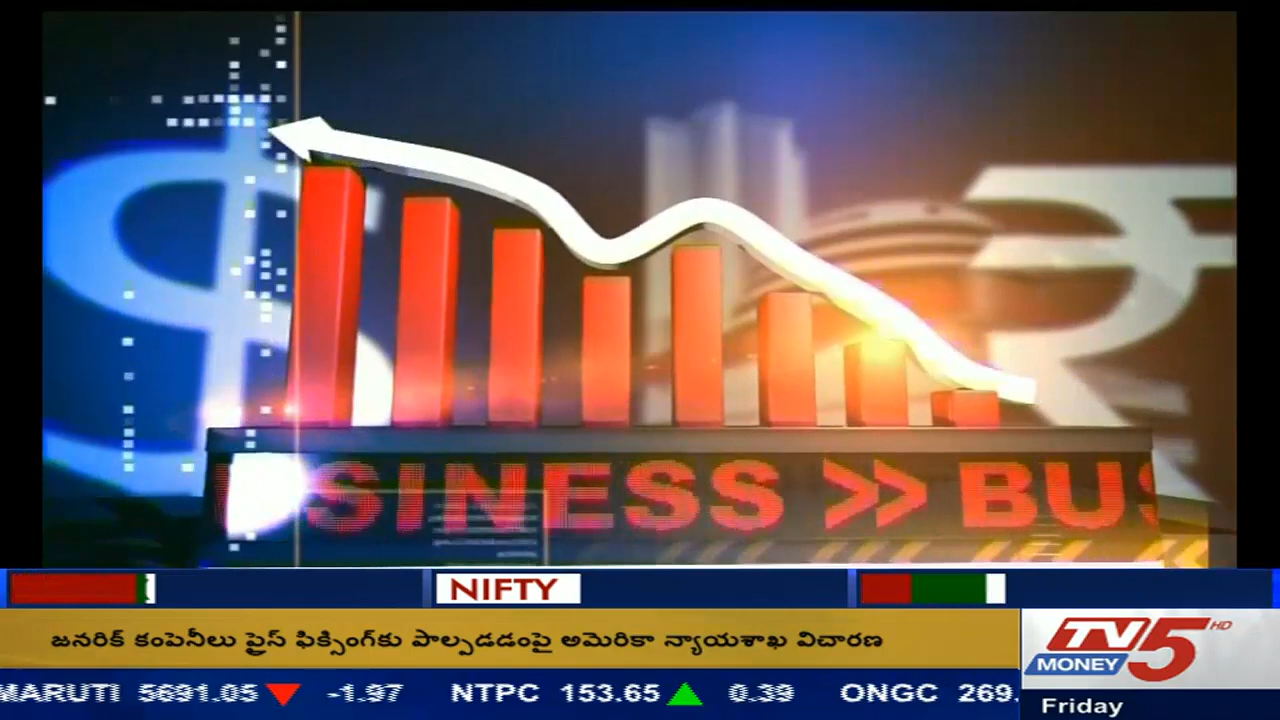 SINESS >> BUS
NIFTY
జనరిక్ కంపెనీలు ప్రైస్ ఫిక్సింగ్‌కు పాల్పడడంపై అమెరికా న్యాయశాఖ విచారణ
TV5 HD
MONEY
MARUTI 5691.05 ▼ -1.97 NTPC 153.65 ▲ 0.39 ONGC 269.
Friday